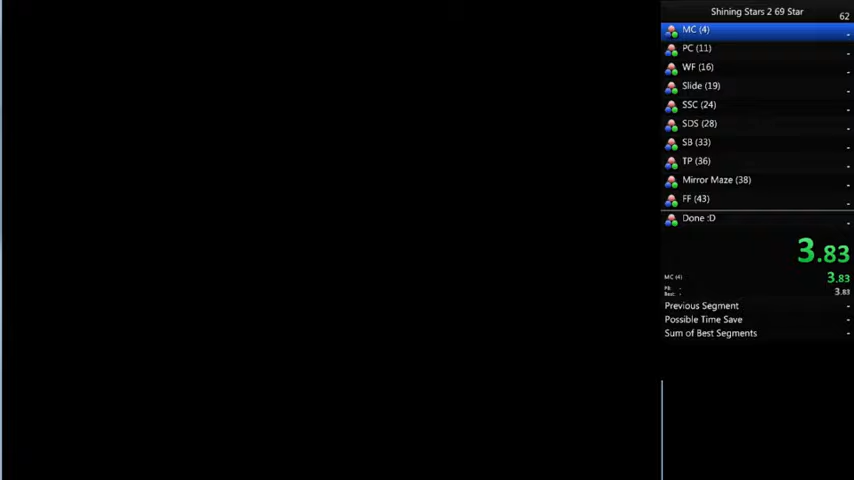 Shining Stars 2 69 Star
62
MC (4) -
PC (11) -
WF (16) -
Slide (19) -
SSC (24) -
SDS (28) -
SB (33) -
TP (36) -
Mirror Maze (38) -
FF (43) -
Done :D -
3.83
MC (4) 3.83
PB: -
Best: - 3.83
Previous Segment -
Possible Time Save -
Sum of Best Segments -